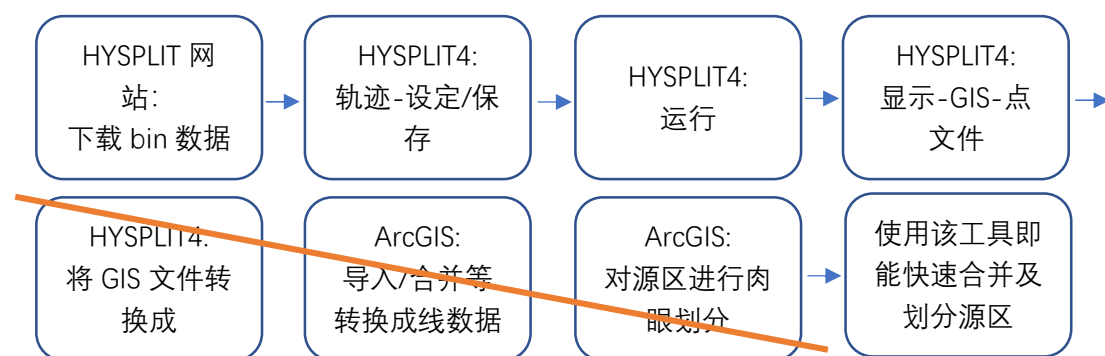 HYSPLIT 网
站:
下载 bin 数据
HYSPLIT4:
轨迹-设定/保
存
HYSPLIT4:
运行
HYSPLIT4:
显示-GIS-点
文件
HYSPLIT4:
将 GIS 文件转
换成
ArcGIS:
导入/合并等
转换成线数据
ArcGIS:
对源区进行肉
眼划分
使用该工具即
能快速合并及
划分源区